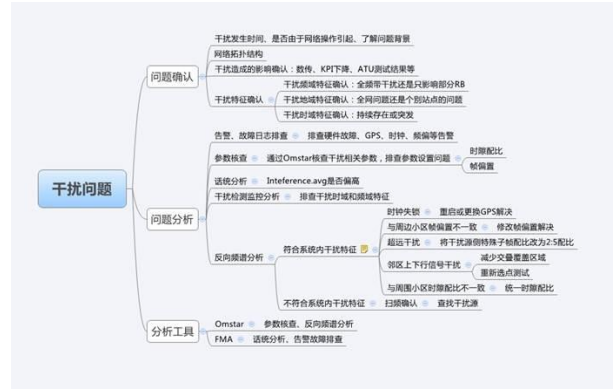 干扰问题
问题确认
干扰发生时间、是否由于网络操作引起、了解问题背景
网络拓扑结构
干扰造成的影响确认：数传、KPI下降、ATU测试结果等
干扰特征确认
干扰频域特征确认：全频带干扰还是只影响部分RB
干扰地域特征确认：全网问题还是个别站点的问题
干扰时域特征确认：持续存在或突发
问题分析
告警、故障日志排查
排查硬件故障、GPS、时钟、频偏等告警
参数核查
通过Omstar核查干扰相关参数，排查参数设置问题
时隙配比
帧偏置
话统分析
Inteference.avg是否偏高
干扰检测监控分析
排查干扰时域和频域特征
反向频谱分析
符合系统内干扰特征
时钟失锁
重启或更换GPS解决
与周边小区帧偏置不一致
修改帧偏置解决
超远干扰
将干扰源侧特殊子帧配比改为2:5配比
邻区上下行信号干扰
减少交叠覆盖区域
重新选点测试
与周围小区时隙配比不一致
统一时隙配比
不符合系统内干扰特征
扫频确认
查找干扰源
分析工具
Omstar
参数核查、反向频谱分析
FMA
话统分析、告警故障排查